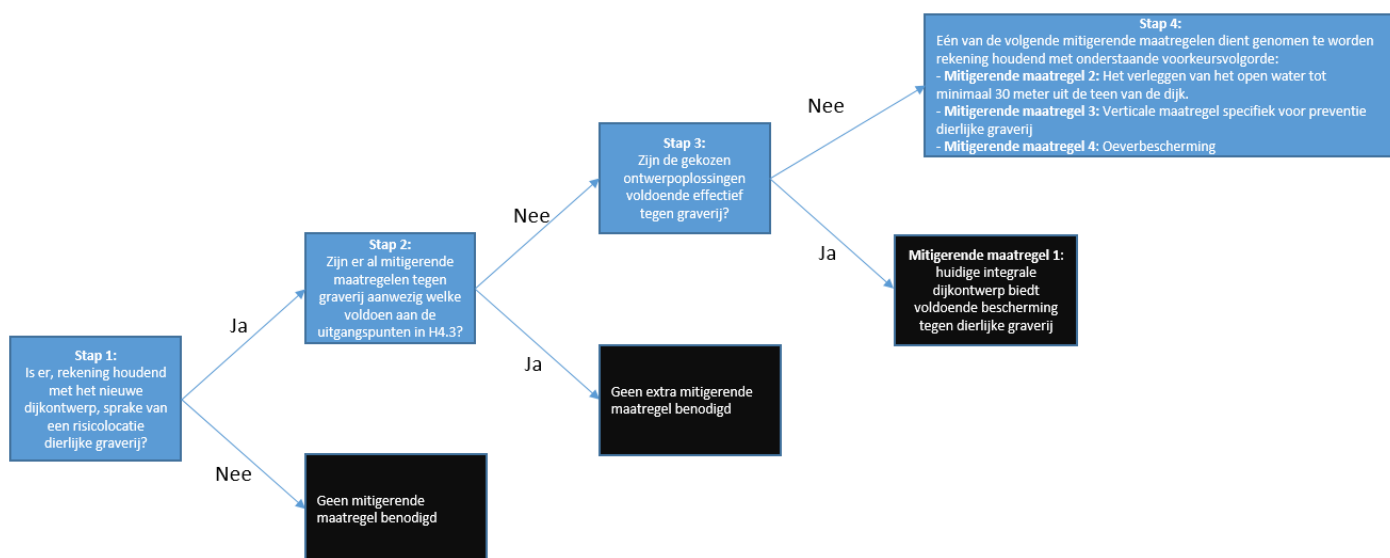 Stap 1:
Is er, rekening houdend
met het nieuwe
dijkontwerp, sprake van
een risicolocatie
dierlijke graverij?
Ja
Nee
Stap 2:
Zijn er al mitigerende
maatregelen tegen
graverij aanwezig welke
voldoen aan de
uitgangspunten in H4.3?
Geen mitigerende
maatregel benodigd
Nee
Ja
Stap 3:
Zijn de gekozen
ontwerpoplossingen
voldoende effectief
tegen graverij?
Geen extra mitigerende
maatregel benodigd
Nee
Ja
Stap 4:
Eén van de volgende mitigerende maatregelen dient genomen te worden
rekening houdend met onderstaande voorkeursvolgorde:
- Mitigerende maatregel 2: Het verleggen van het open water tot
minimaal 30 meter uit de teen van de dijk.
- Mitigerende maatregel 3: Verticale maatregel specifiek voor preventie
dierlijke graverij
- Mitigerende maatregel 4: Oeverbescherming
Mitigerende maatregel 1:
huidige integrale
dijkontwerp biedt
voldoende bescherming
tegen dierlijke graverij